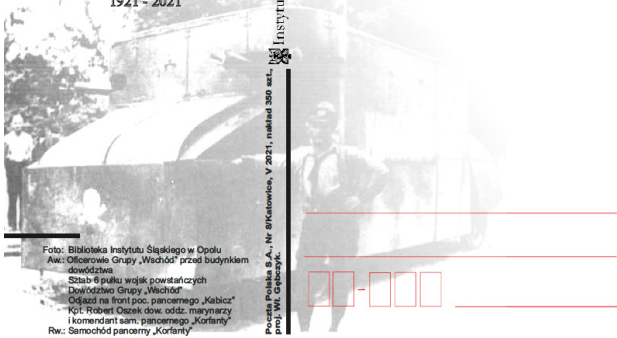 1921 - 2021
Foto: Biblioteka Instytutu Śląskiego w Opolu
Aw.: Oficerowie Grupy „Wschód” przed budynkiem
dowództwa
Sztab 6 pułku wojsk powstańczych
Dowództwo Grupy „Wschód”
Odjazd na front poc. pancernego „Kabicz”
Kpt. Robert Oszek dow. oddz. marynarzy
i komendant sam. pancernego „Korfanty”
Rw.: Samochód pancerny „Korfanty”
Poczta Polska S.A., Nr 8/Katowice, V 2021, nakład 350 szt.,
proj. Wł. Gębczyk.